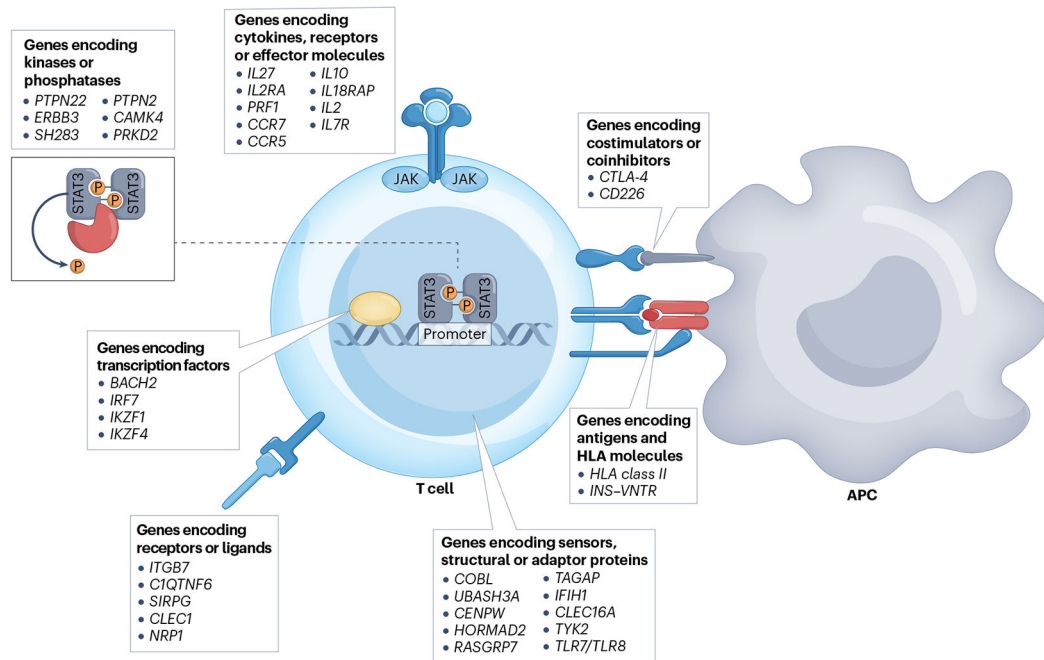 Genes encoding
kinases or
phosphatases
• PTPN22 • PTPN2
• ERBB3 • CAMK4
• SH283 • PRKD2
STAT3
P
P
STAT3
P
Genes encoding
cytokines, receptors
or effector molecules
• IL27 • IL10
• IL2RA • IL18RAP
• PRF1 • IL2
• CCR7 • IL7R
• CCR5
JAK JAK
Genes encoding
costimulators or
coinhibitors
• CTLA-4
• CD226
STAT3
P
P
STAT3
Promoter
Genes encoding
transcription factors
• BACH2
• IRF7
• IKZF1
• IKZF4
Genes encoding
antigens and
HLA molecules
• HLA class II
• INS–VNTR
T cell
APC
Genes encoding
receptors or ligands
• ITGB7
• C1QTNF6
• SIRPG
• CLEC1
• NRP1
Genes encoding sensors,
structural or adaptor proteins
• COBL • TAGAP
• UBASH3A • IFIH1
• CENPW • CLEC16A
• HORMAD2 • TYK2
• RASGRP7 • TLR7/TLR8